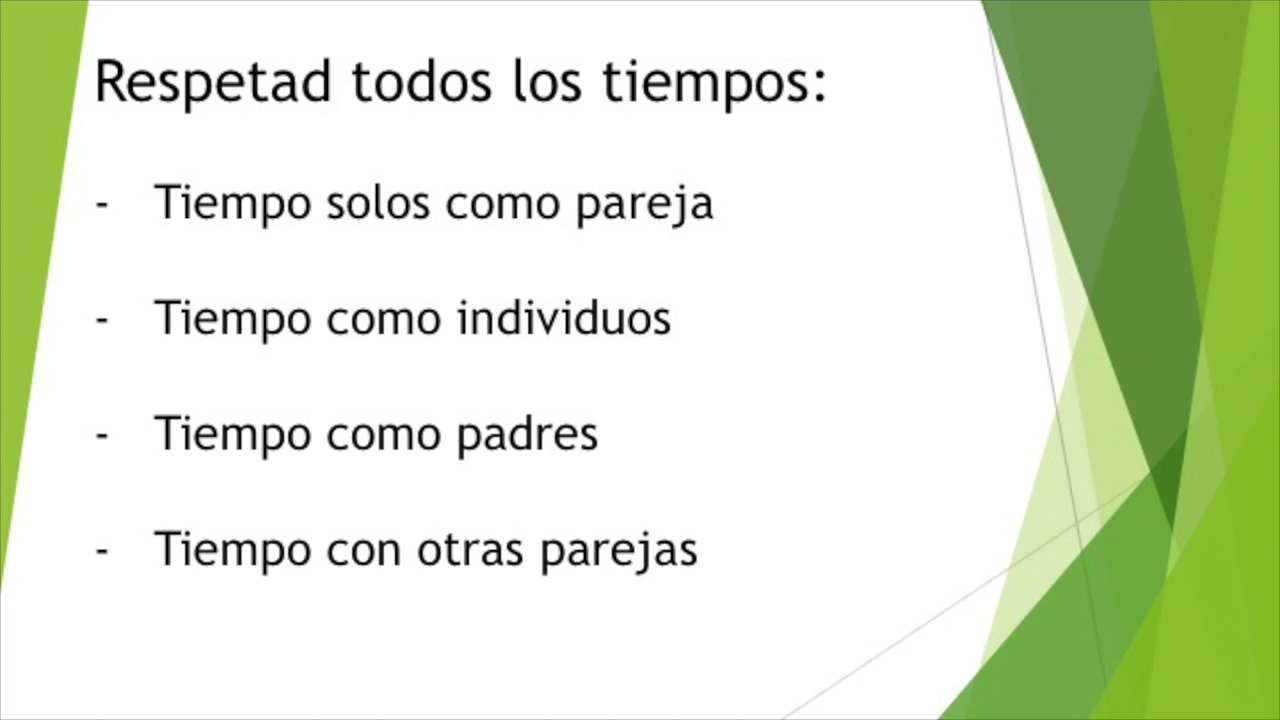 Respetad todos los tiempos:
- Tiempo solos como pareja
- Tiempo como individuos
- Tiempo como padres
- Tiempo con otras parejas